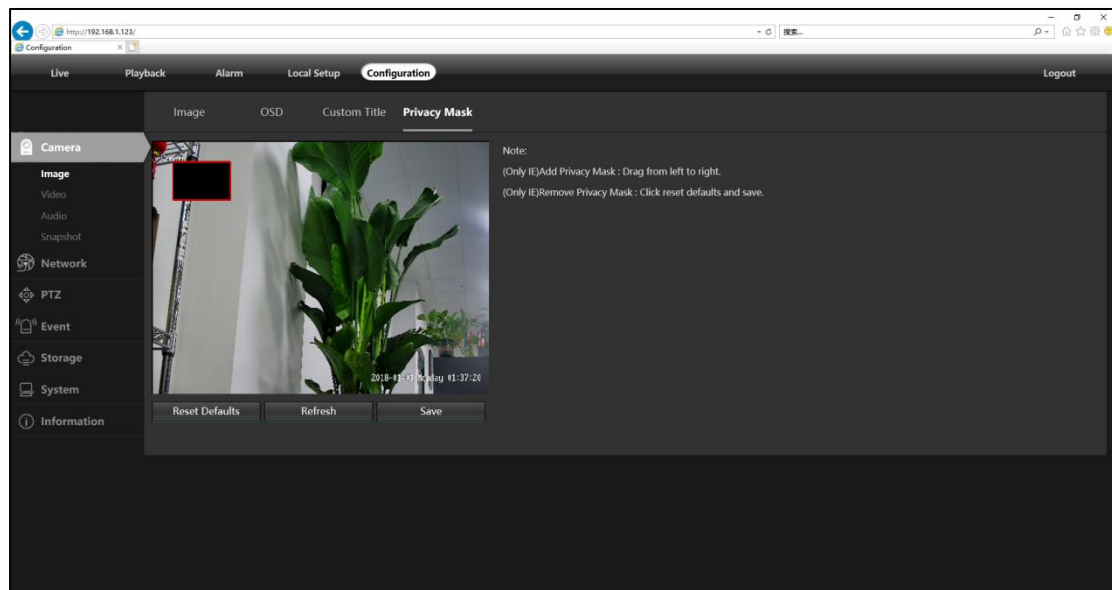 http://192.168.1.123/
搜索...
Configuration
Live Playback Alarm Local Setup Configuration Logout
Image OSD Custom Title Privacy Mask
Camera
Image
Video
Audio
Snapshot
Network
PTZ
Event
Storage
System
Information
Note:
(Only IE)Add Privacy Mask : Drag from left to right.
(Only IE)Remove Privacy Mask : Click reset defaults and save.
01:37:20
Reset Defaults Refresh Save